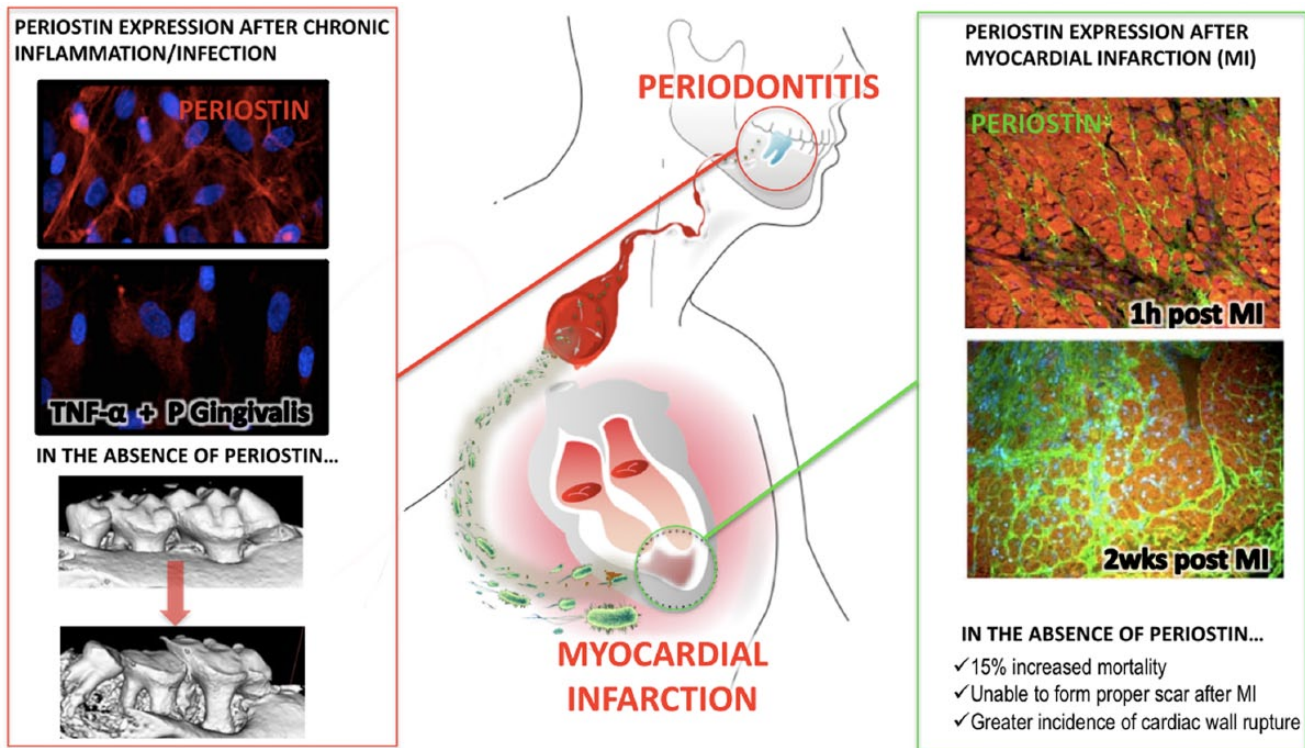 PERIOSTIN EXPRESSION AFTER CHRONIC
INFLAMMATION/INFECTION
PERIOSTIN
TNF-α + P Gingivalis
IN THE ABSENCE OF PERIOSTIN...
PERIODONTITIS
MYOCARDIAL
INFARCTION
PERIOSTIN EXPRESSION AFTER
MYOCARDIAL INFARCTION (MI)
PERIOSTIN
1h post MI
2wks post MI
IN THE ABSENCE OF PERIOSTIN...
✓15% increased mortality
✓Unable to form proper scar after MI
✓Greater incidence of cardiac wall rupture